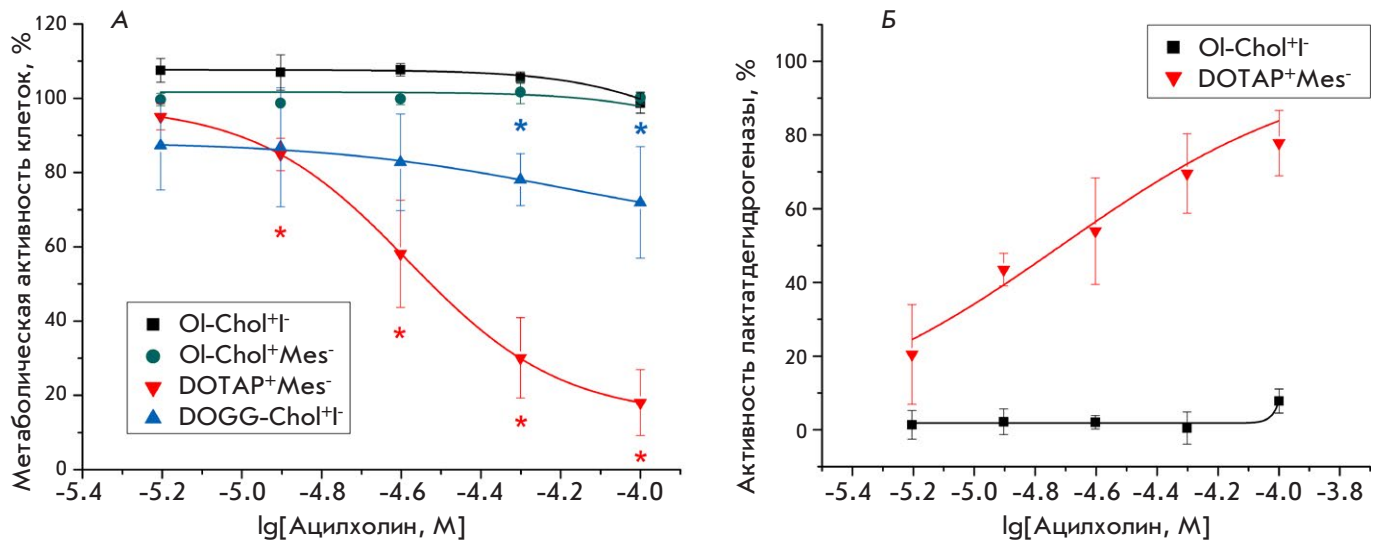 А
Метаболическая активность клеток, %
120
100
80
60
40
20
0
*
*
*
*
*
*
Ol-Chol⁺I⁻
Ol-Chol⁺Mes⁻
DOTAP⁺Mes⁻
DOGG-Chol⁺I⁻
-5.4 -5.2 -5.0 -4.8 -4.6 -4.4 -4.2 -4.0
lg[Ацилхолин, М]
Б
Активность лактатдегидрогеназы, %
100
80
60
40
20
0
Ol-Chol⁺I⁻
DOTAP⁺Mes⁻
-5.4 -5.2 -5.0 -4.8 -4.6 -4.4 -4.2 -4.0 -3.8
lg[Ацилхолин, М]